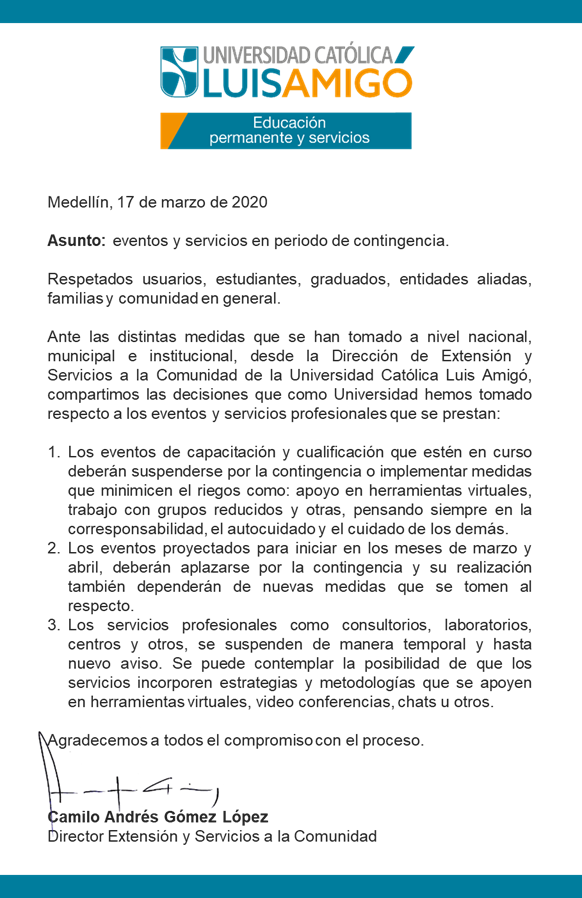 UNIVERSIDAD CATÓLICA
LUIS AMIGÓ
Educación
permanente y servicios
Medellín, 17 de marzo de 2020
Asunto: eventos y servicios en periodo de contingencia.
Respetados usuarios, estudiantes, graduados, entidades aliadas,
familias y comunidad en general.
Ante las distintas medidas que se han tomado a nivel nacional,
municipal e institucional, desde la Dirección de Extensión y
Servicios a la Comunidad de la Universidad Católica Luis Amigó,
compartimos las decisiones que como Universidad hemos tomado
respecto a los eventos y servicios profesionales que se prestan:
1. Los eventos de capacitación y cualificación que estén en curso
deberán suspenderse por la contingencia o implementar medidas
que minimicen el riegos como: apoyo en herramientas virtuales,
trabajo con grupos reducidos y otras, pensando siempre en la
corresponsabilidad, el autocuidado y el cuidado de los demás.
2. Los eventos proyectados para iniciar en los meses de marzo y
abril, deberán aplazarse por la contingencia y su realización
también dependerán de nuevas medidas que se tomen al
respecto.
3. Los servicios profesionales como consultorios, laboratorios,
centros y otros, se suspenden de manera temporal y hasta
nuevo aviso. Se puede contemplar la posibilidad de que los
servicios incorporen estrategias y metodologías que se apoyen
en herramientas virtuales, video conferencias, chats u otros.
Agradecemos a todos el compromiso con el proceso.
Camilo Andrés Gómez López
Director Extensión y Servicios a la Comunidad